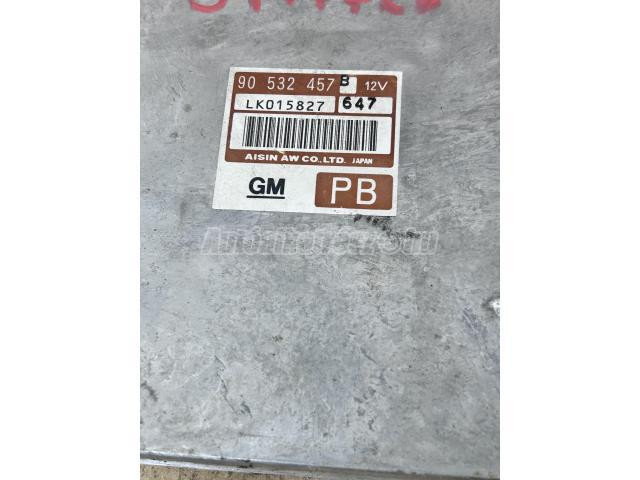 90 532 457 B 12V
LK015827 647
AISIN AW CO.,LTD. JAPAN
GM PB